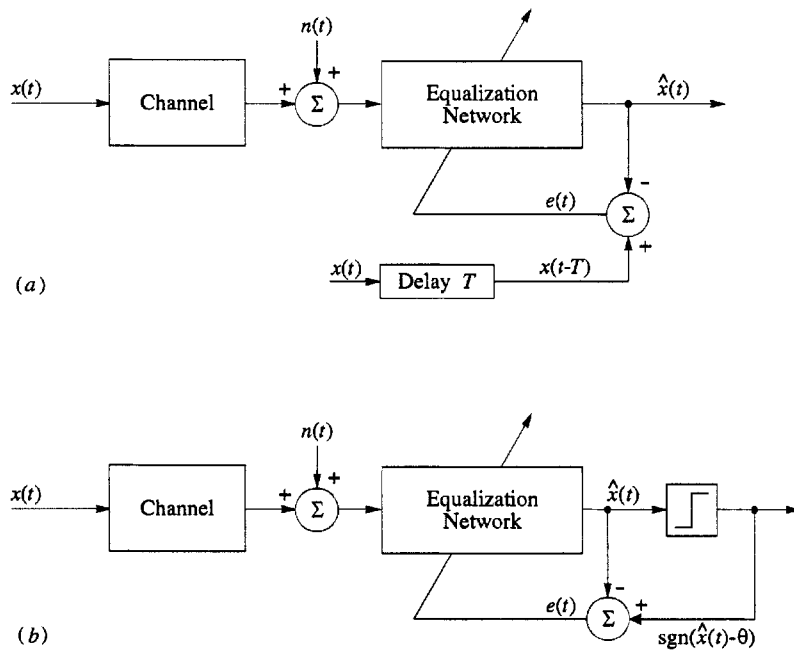 n(t)
x(t)
Channel
+
Σ
+
Equalization
Network
x̂(t)
-
e(t)
Σ
+
x(t)
Delay T
x(t-T)
(a)
n(t)
x(t)
Channel
+
Σ
+
Equalization
Network
x̂(t)
-
e(t)
Σ
+
sgn(x̂(t)-θ)
(b)